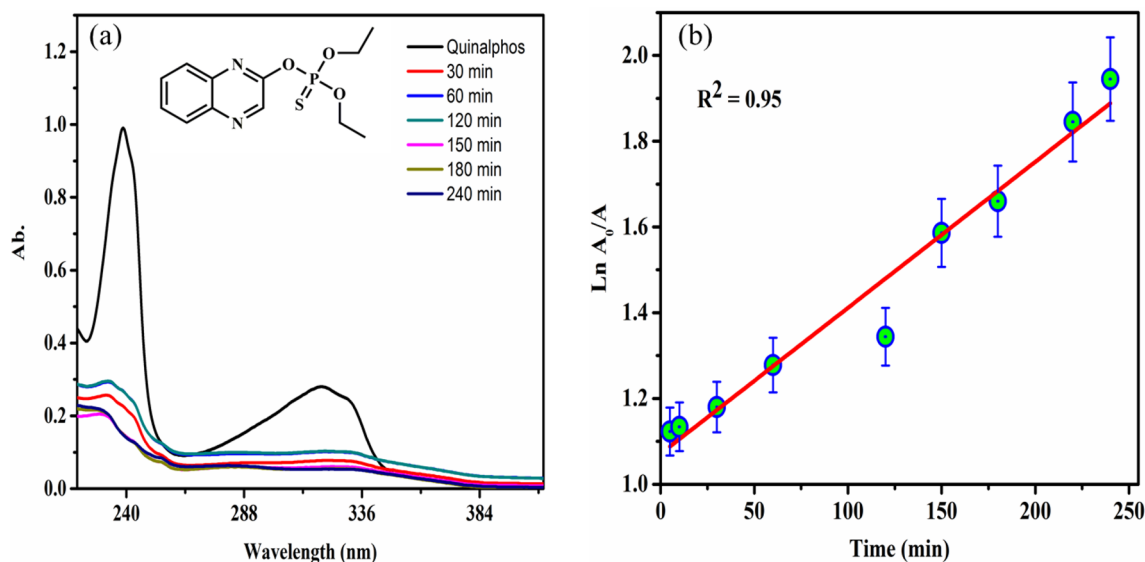 (a)
1.2
1.0
0.8
0.6
0.4
0.2
0.0
Ab.
240
288
336
384
Wavelength (nm)
N
N
O
P
S
O
O
Quinalphos
30 min
60 min
120 min
150 min
180 min
240 min
(b)
R² = 0.95
2.0
1.8
1.6
1.4
1.2
1.0
Ln A₀/A
0
50
100
150
200
250
Time (min)